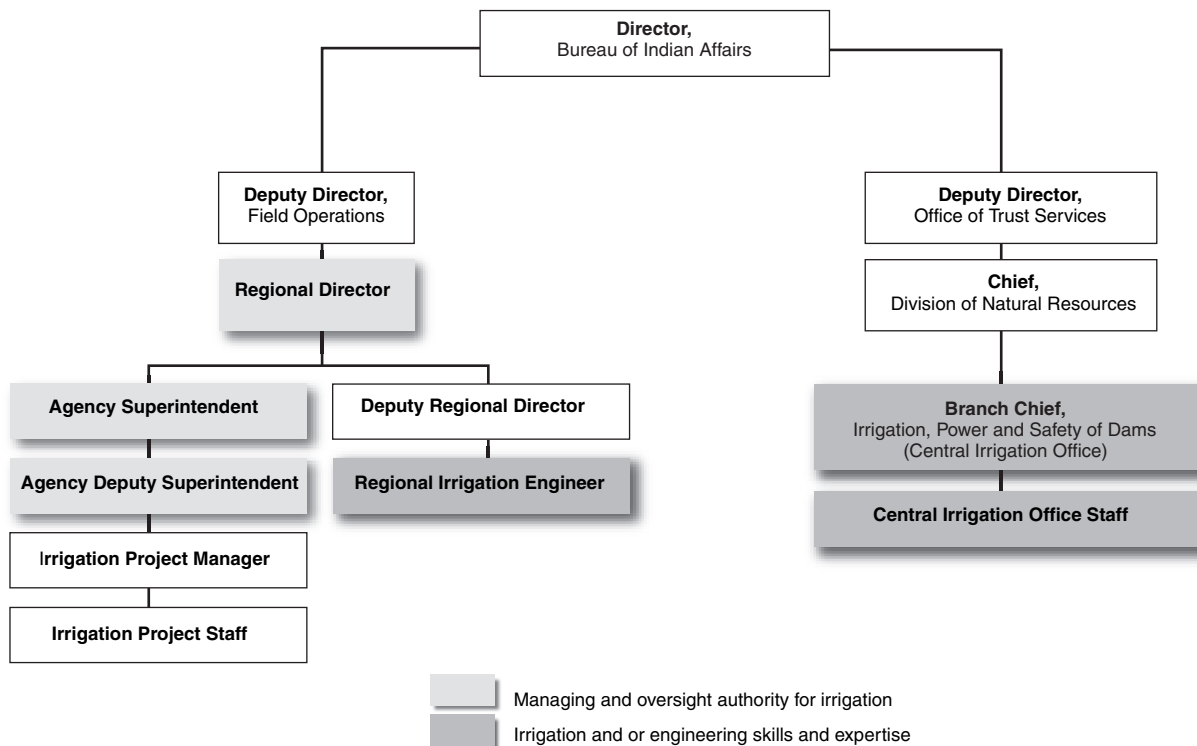 Director,
Bureau of Indian Affairs
Deputy Director,
Field Operations
Deputy Director,
Office of Trust Services
Regional Director
Chief,
Division of Natural Resources
Agency Superintendent
Deputy Regional Director
Branch Chief,
Irrigation, Power and Safety of Dams
(Central Irrigation Office)
Agency Deputy Superintendent
Regional Irrigation Engineer
Central Irrigation Office Staff
Irrigation Project Manager
Irrigation Project Staff
Managing and oversight authority for irrigation
Irrigation and or engineering skills and expertise